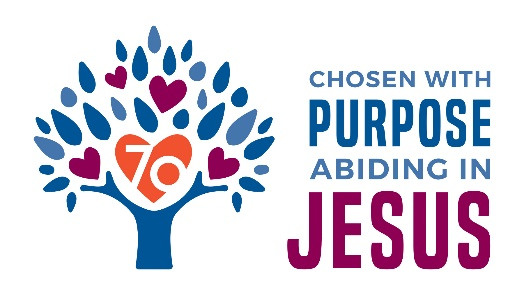 70
CHOSEN WITH
PURPOSE
ABIDING IN
JESUS